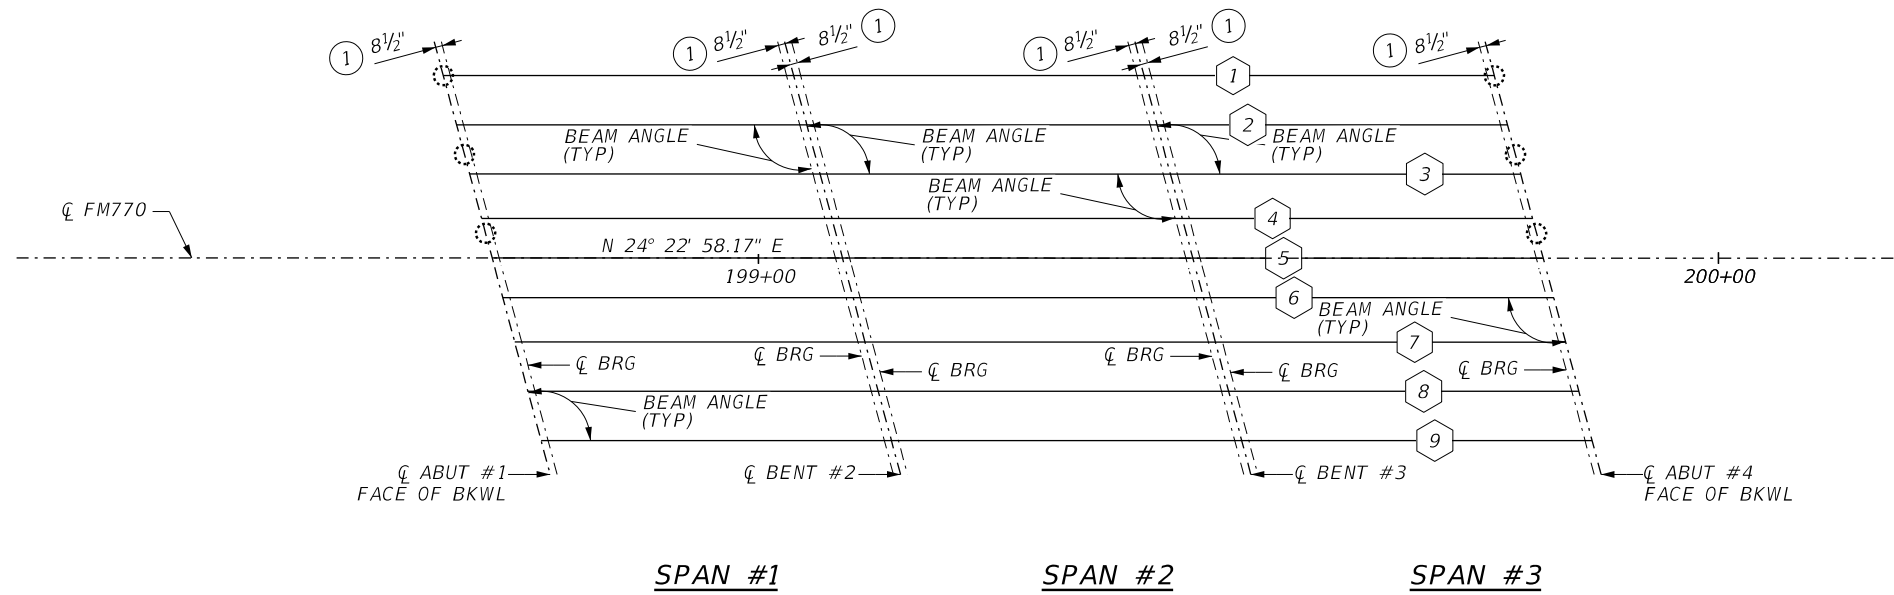 1 8½" 1 8½" 8½" 1 1 8½" 8½" 1 1 8½"
1
2
BEAM ANGLE
(TYP)
BEAM ANGLE
(TYP)
BEAM ANGLE
(TYP)
3
BEAM ANGLE
(TYP)
4
℄ FM770
N 24° 22' 58.17" E
5
199+00
200+00
6
BEAM ANGLE
(TYP)
7
℄ BRG
℄ BRG
℄ BRG
℄ BRG
℄ BRG
℄ BRG
8
BEAM ANGLE
(TYP)
9
℄ ABUT #1
FACE OF BKWL
℄ BENT #2
℄ BENT #3
℄ ABUT #4
FACE OF BKWL
SPAN #1
SPAN #2
SPAN #3